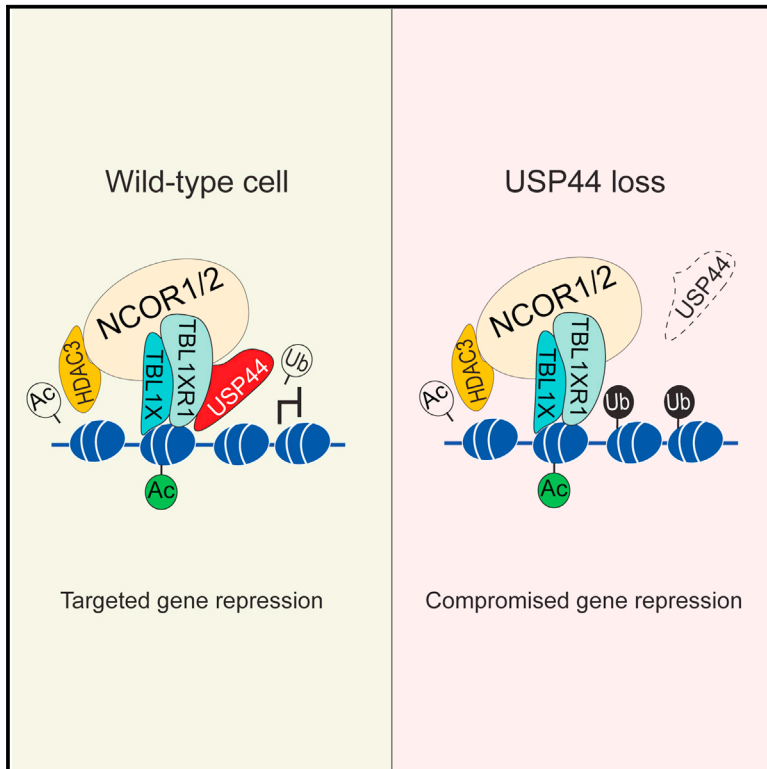 Wild-type cell
NCOR1/2
HDAC3
TBL1X
TBL1XR1
USP44
Ub
Ac
Ac
Targeted gene repression
USP44 loss
NCOR1/2
HDAC3
TBL1X
TBL1XR1
USP44
Ac
Ub
Ub
Ac
Compromised gene repression